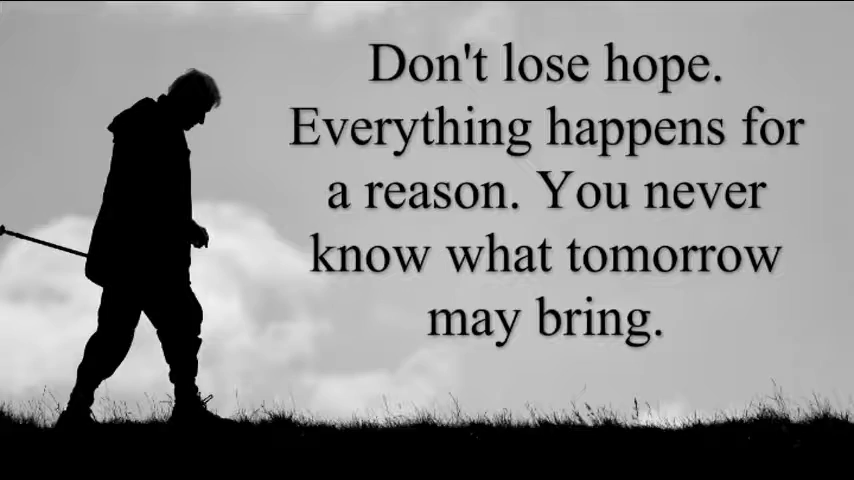 Don't lose hope.
Everything happens for
a reason. You never
know what tomorrow
may bring.